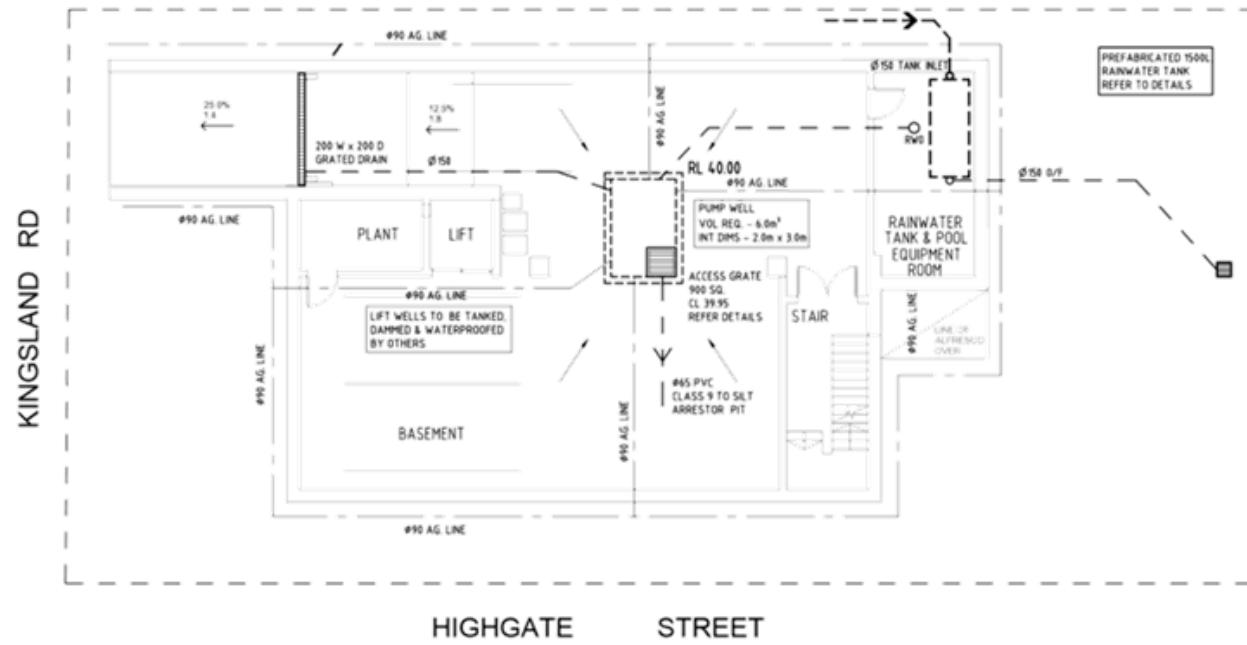 ø90 AG. LINE
Ø150 TANK INLET
PREFABRICATED 1500L
RAINWATER TANK
REFER TO DETAILS
25.0%
1:4
12.5%
1:8
ø90 AG. LINE
200 W x 200 D
GRATED DRAIN
Ø150
RWO
RL 40.00
ø90 AG. LINE
Ø150 O/F
ø90 AG. LINE
PLANT
LIFT
PUMP WELL
VOL REQ. - 6.0m³
INT DIMS - 2.0m x 3.0m
RAINWATER
TANK & POOL
EQUIPMENT
ROOM
KINGSLAND RD
ø90 AG. LINE
ACCESS GRATE
900 SQ.
CL 39.95
REFER DETAILS
LIFT WELLS TO BE TANKED,
DAMMED & WATERPROOFED
BY OTHERS
STAIR
ø90 AG. LINE
LINE OF
ALFRESCO
OVER
ø90 AG. LINE
ø65 PVC
CLASS 9 TO SILT
ARRESTOR PIT
ø90 AG. LINE
BASEMENT
ø90 AG. LINE
HIGHGATE STREET